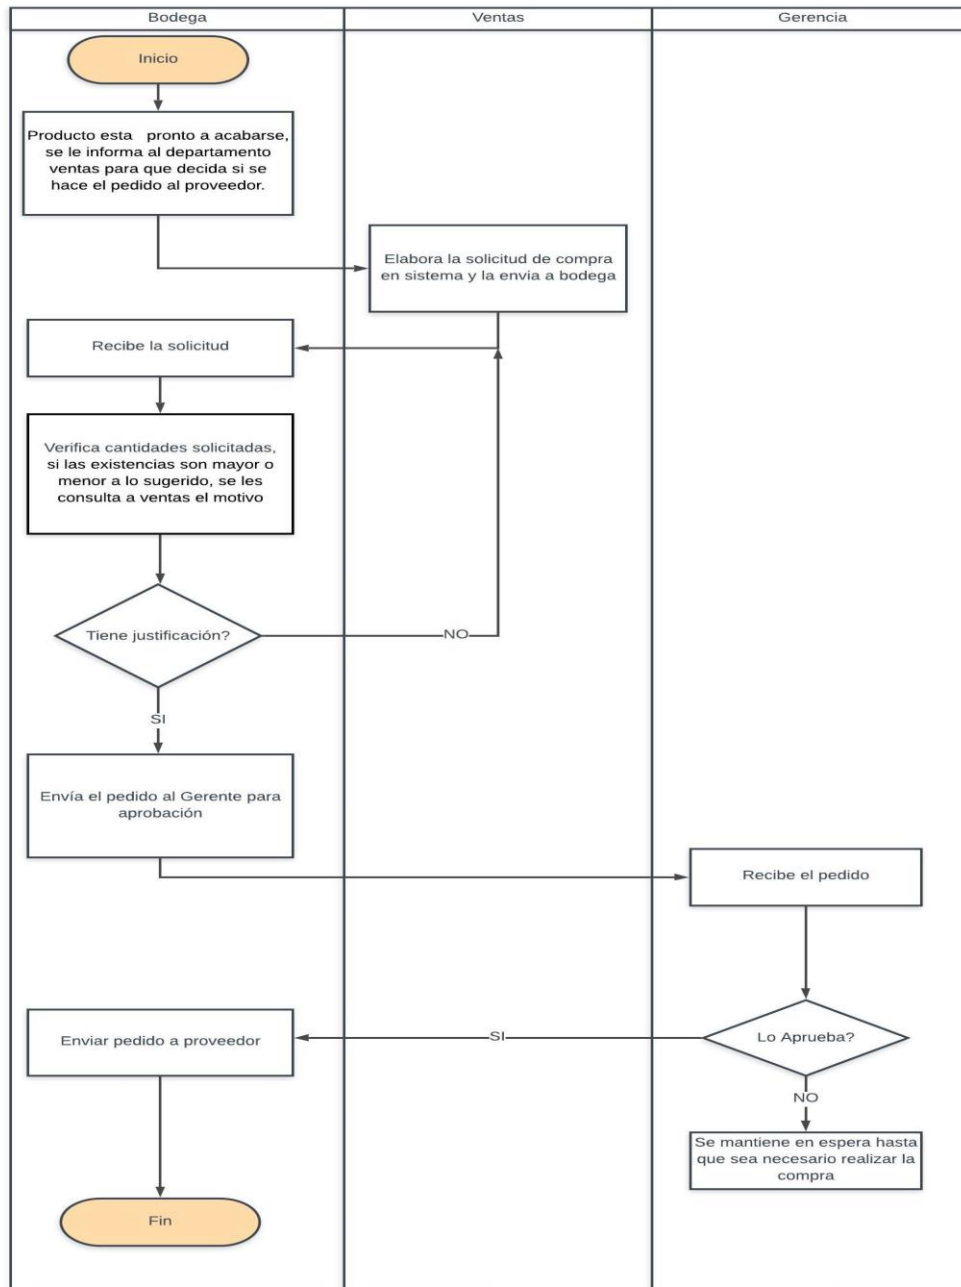 Bodega
Ventas
Gerencia
Inicio
Producto esta pronto a acabarse,
se le informa al departamento
ventas para que decida si se
hace el pedido al proveedor.
Elabora la solicitud de compra
en sistema y la envia a bodega
Recibe la solicitud
Verifica cantidades solicitadas,
si las existencias son mayor o
menor a lo sugerido, se les
consulta a ventas el motivo
Tiene justificación?
NO
SI
Envía el pedido al Gerente para
aprobación
Recibe el pedido
Lo Aprueba?
SI
Enviar pedido a proveedor
NO
Se mantiene en espera hasta
que sea necesario realizar la
compra
Fin